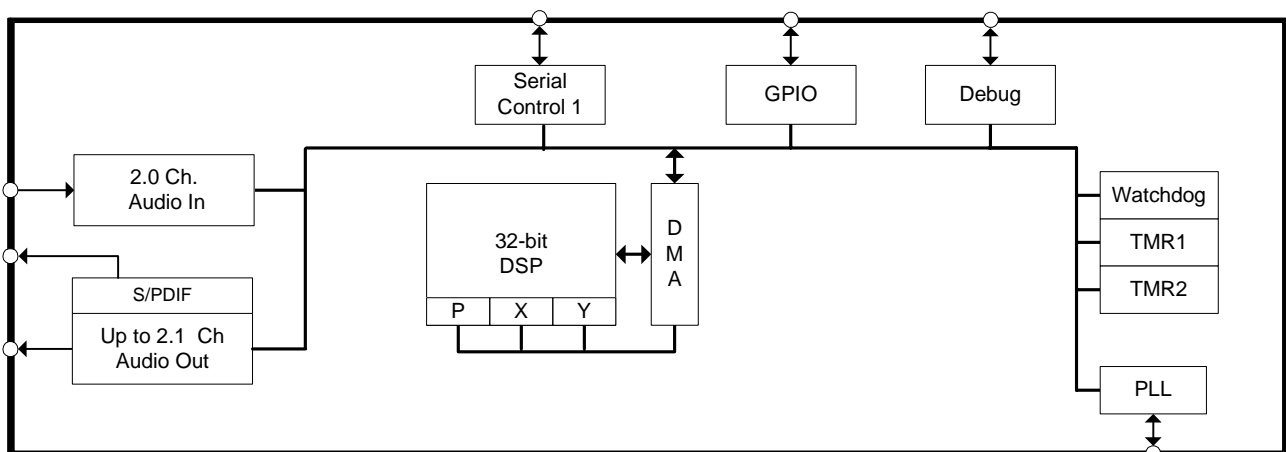 Serial
Control 1
GPIO
Debug
2.0 Ch.
Audio In
S/PDIF
Up to 2.1 Ch
Audio Out
32-bit
DSP
P
X
Y
D
M
A
Watchdog
TMR1
TMR2
PLL